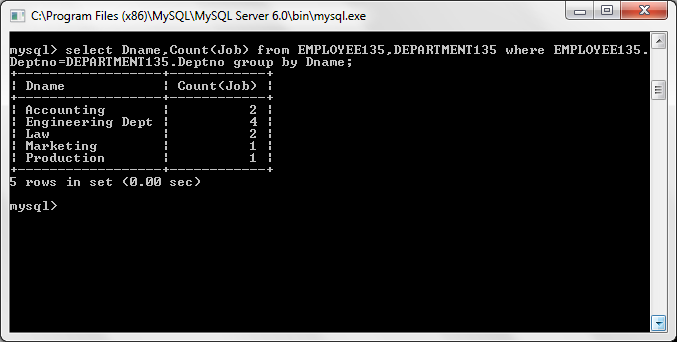 C:\Program Files (x86)\MySQL\MySQL Server 6.0\bin\mysql.exe
mysql> select Dname,Count(Job) from EMPLOYEE135,DEPARTMENT135 where EMPLOYEE135.
Deptno=DEPARTMENT135.Deptno group by Dname;
+------------------+------------+
| Dname            | Count(Job) |
+------------------+------------+
| Accounting       |          2 |
| Engineering Dept |          4 |
| Law              |          2 |
| Marketing        |          1 |
| Production       |          1 |
+------------------+------------+
5 rows in set (0.00 sec)
mysql>